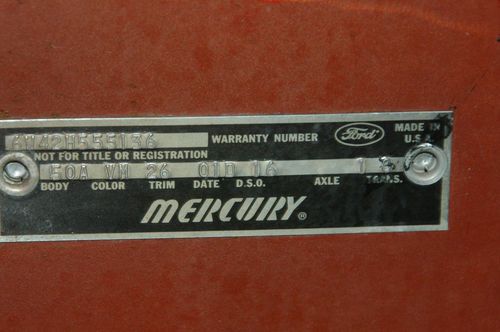 6W42M555136 WARRANTY NUMBER Ford MADE IN U.S.A.
NOT FOR TITLE OR REGISTRATION
50A VM 26 01D 16 1
BODY COLOR TRIM DATE D.S.O. AXLE TRANS.
MERCURY®